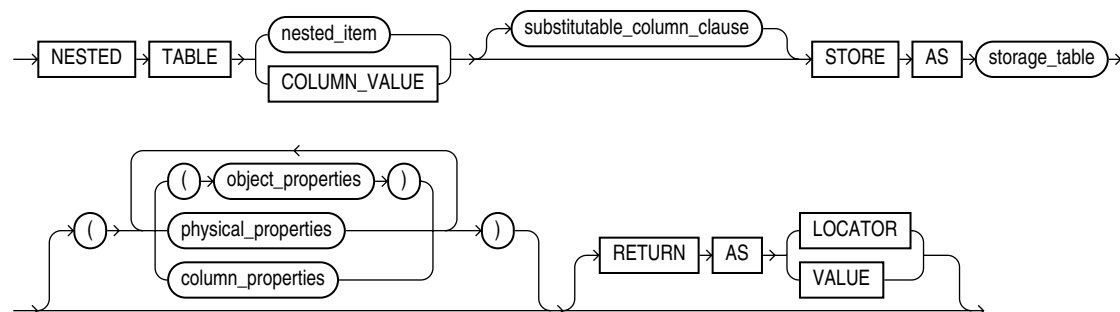 NESTED TABLE nested_item substitutable_column_clause STORE AS storage_table
COLUMN_VALUE
( ( object_properties ) ) RETURN AS LOCATOR
physical_properties VALUE
column_properties